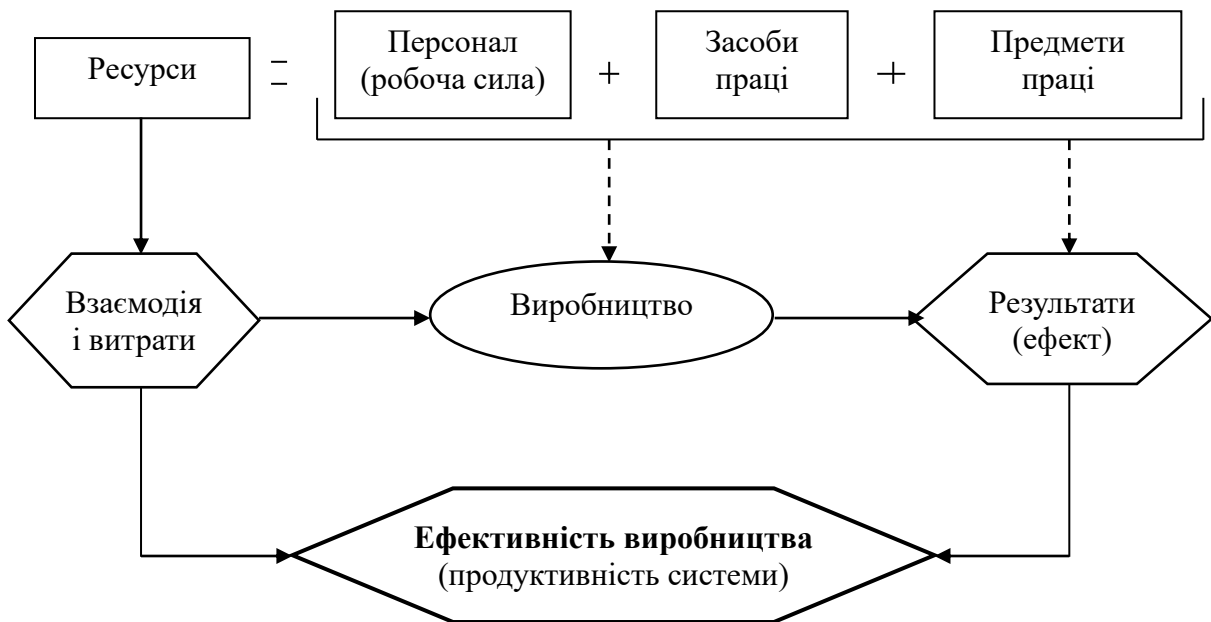 Ресурси
=
Персонал
(робоча сила)
+
Засоби
праці
+
Предмети
праці
Взаємодія
і витрати
Виробництво
Результати
(ефект)
Ефективність виробництва
(продуктивність системи)